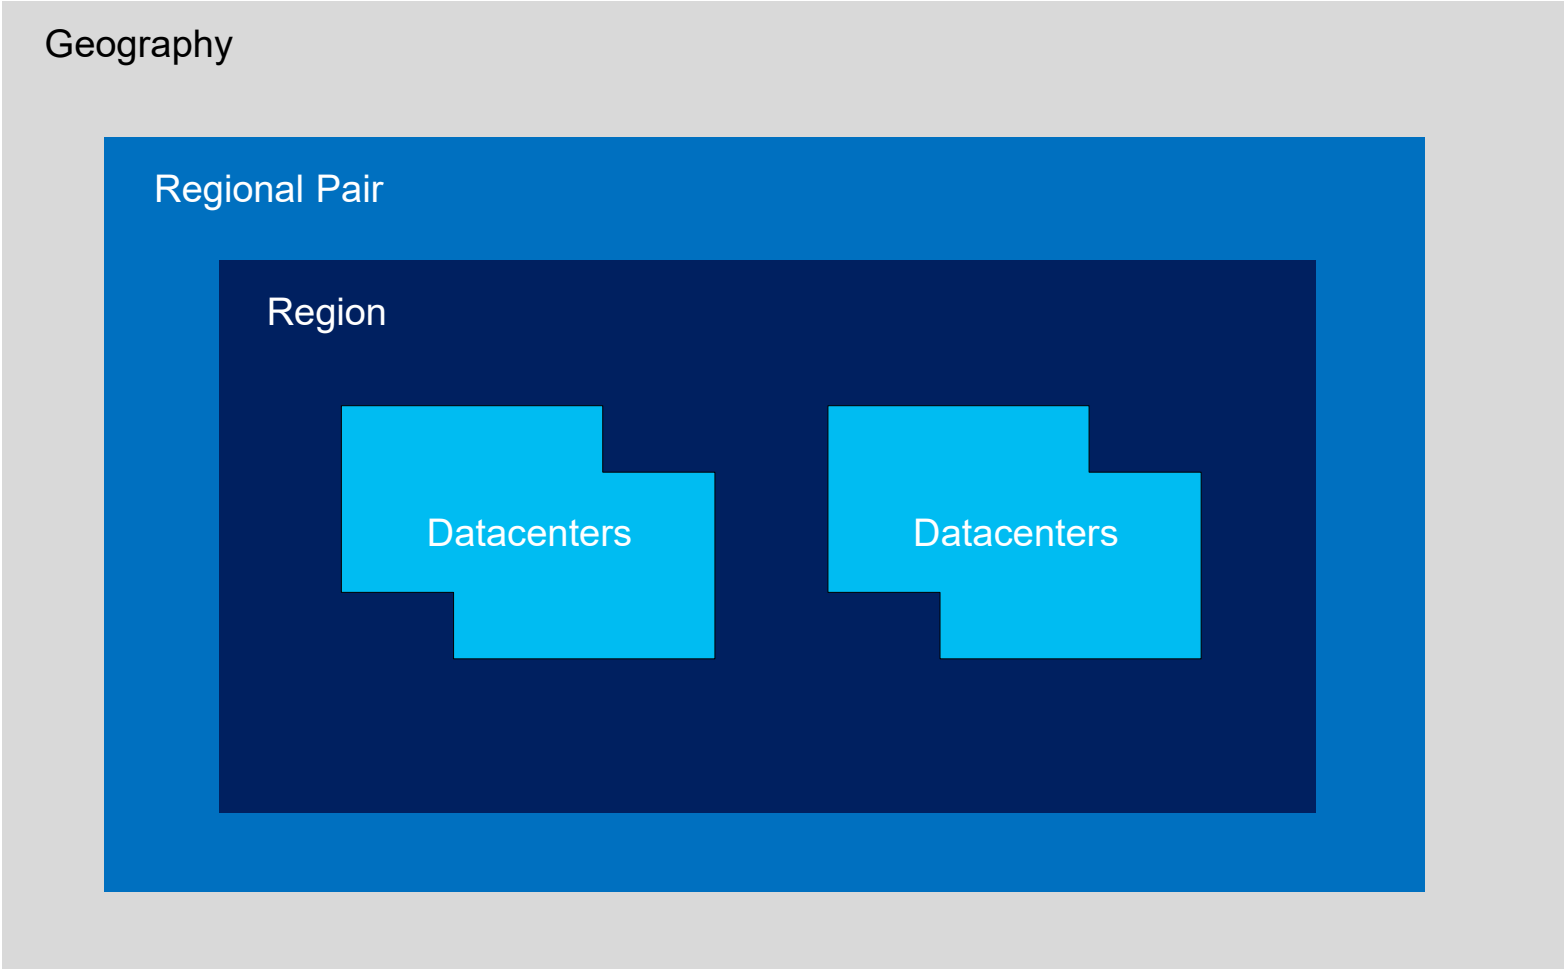 Geography
Regional Pair
Region
Datacenters
Datacenters